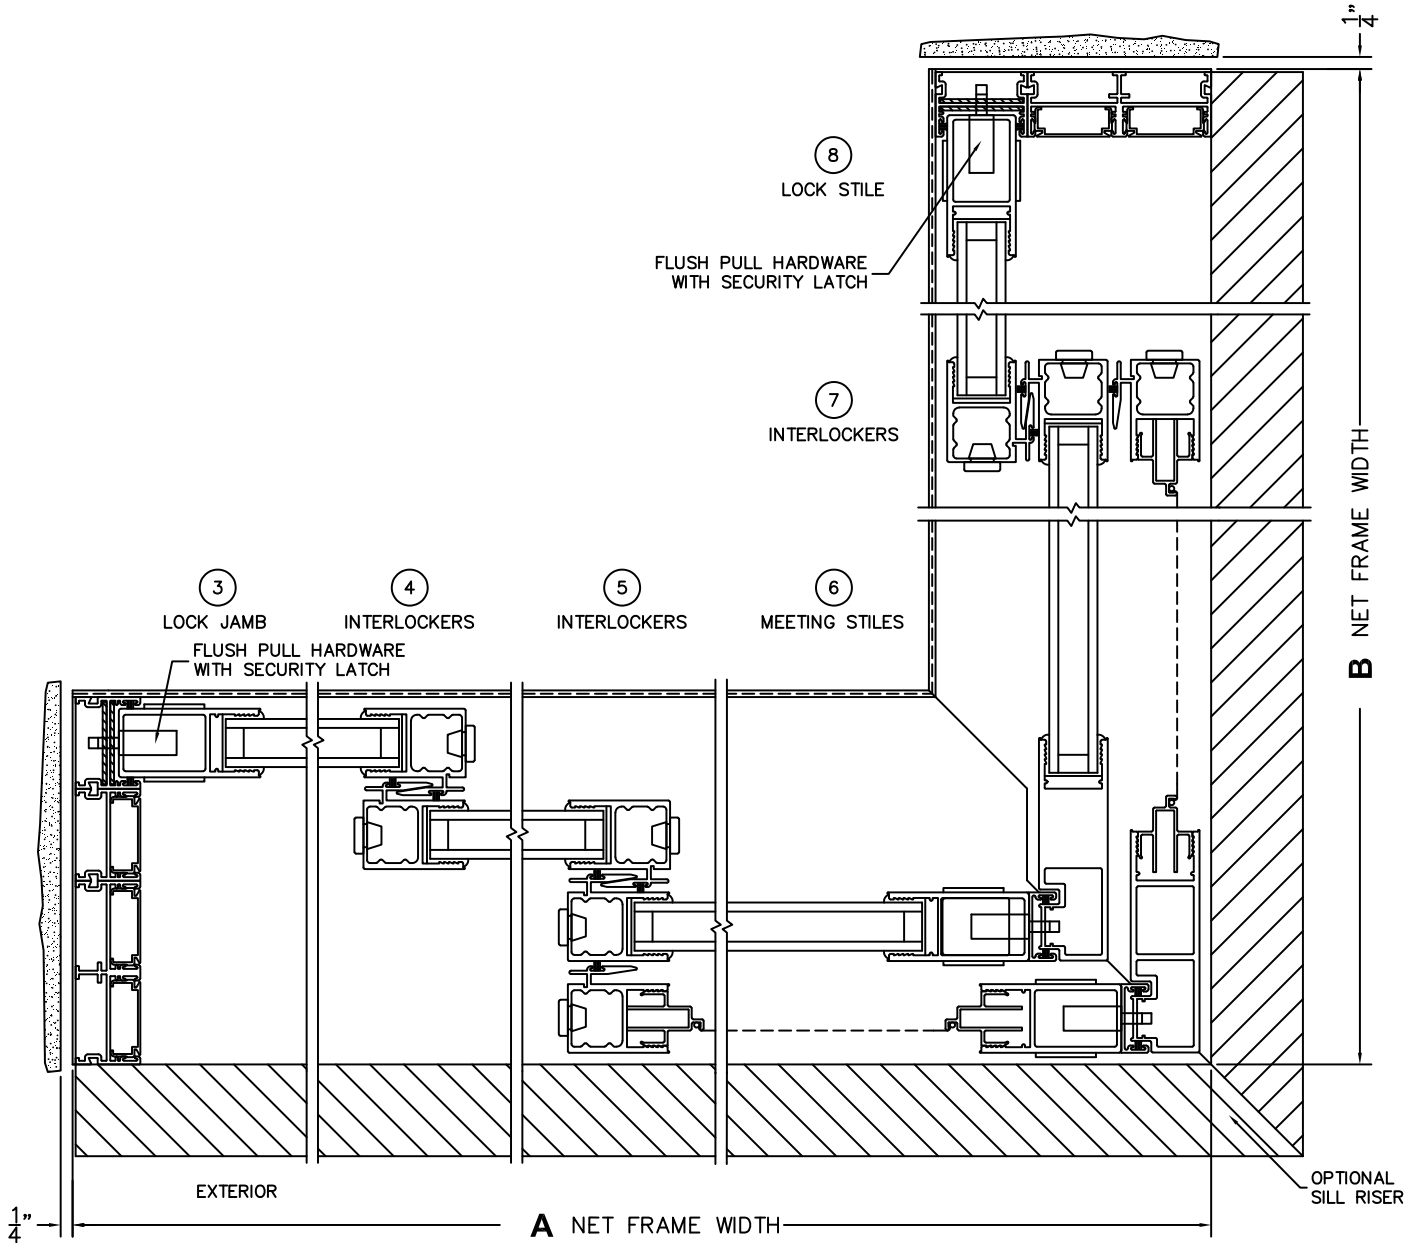 1/4"
8
LOCK STILE
FLUSH PULL HARDWARE
WITH SECURITY LATCH
7
INTERLOCKERS
B NET FRAME WIDTH
3
LOCK JAMB
4
INTERLOCKERS
5
INTERLOCKERS
6
MEETING STILES
FLUSH PULL HARDWARE
WITH SECURITY LATCH
EXTERIOR
OPTIONAL
SILL RISER
1/4"
A NET FRAME WIDTH